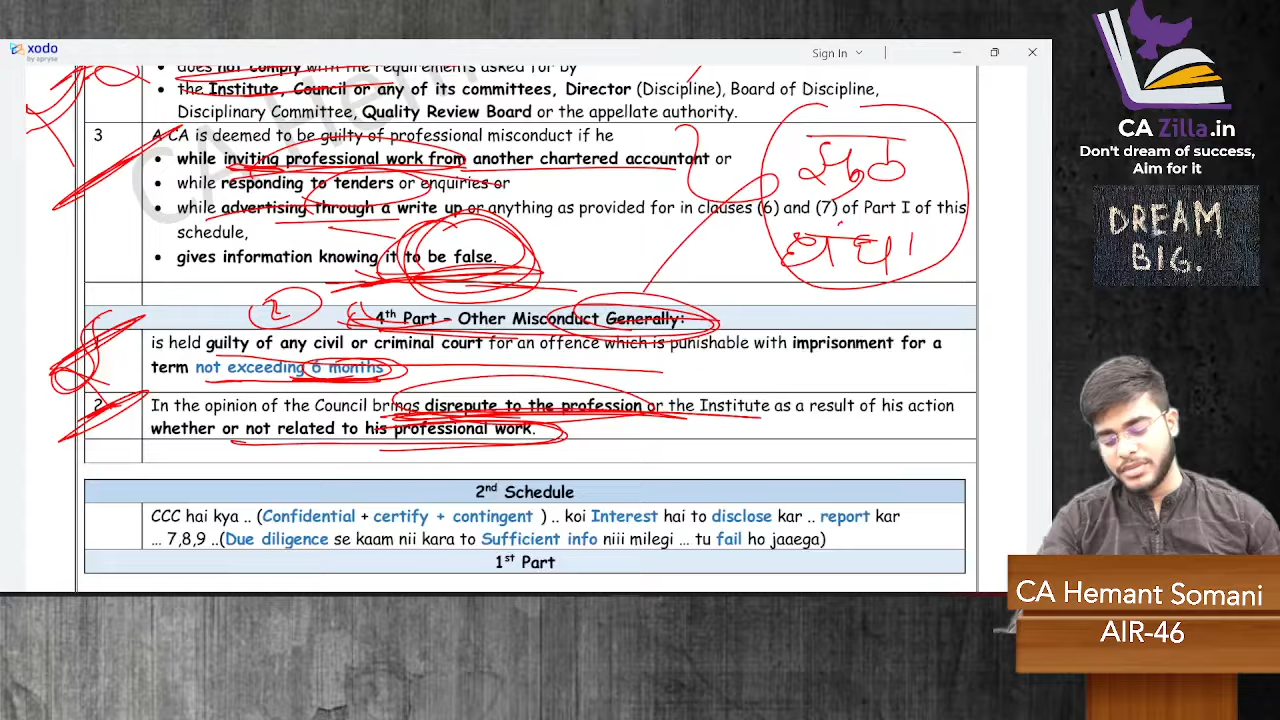 xodo
by apryse
Sign In
does not comply with the requirements asked for by
the Institute, Council or any of its committees, Director (Discipline), Board of Discipline,
Disciplinary Committee, Quality Review Board or the appellate authority.
3
A CA is deemed to be guilty of professional misconduct if he
while inviting professional work from another chartered accountant or
while responding to tenders or enquiries or
while advertising through a write up or anything as provided for in clauses (6) and (7) of Part I of this
schedule,
gives information knowing it to be false.
2
4th Part – Other Misconduct Generally:
is held guilty of any civil or criminal court for an offence which is punishable with imprisonment for a
term not exceeding 6 months
2
In the opinion of the Council brings disrepute to the profession or the Institute as a result of his action
whether or not related to his professional work.
2nd Schedule
CCC hai kya .. (Confidential + certify + contingent ) .. koi Interest hai to disclose kar .. report kar
... 7,8,9 ..(Due diligence se kaam nii kara to Sufficient info niii milegi ... tu fail ho jaaega)
1st Part
CA Zilla.in
Don't dream of success,
Aim for it
DREAM
BIG.
CA Hemant Somani
AIR-46